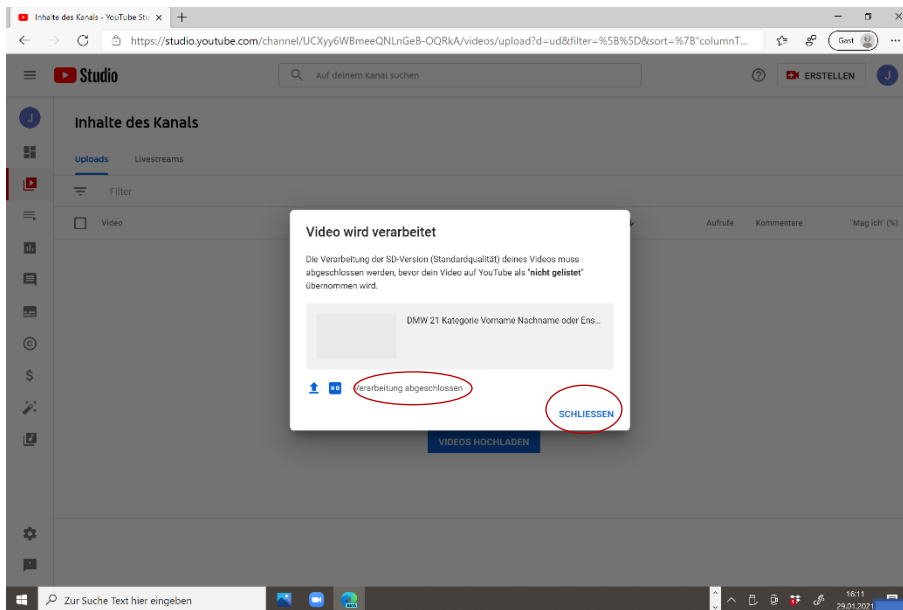 Inhalte des Kanals - YouTube Stu
https://studio.youtube.com/channel/UCXyy6WBmeeQNLnGeB-OQRkA/videos/upload?d=ud&filter=%5B%5D&sort=%7B"columnT...
Gast
Studio
Auf deinem Kanal suchen
ERSTELLEN
J
J
Inhalte des Kanals
Uploads
Livestreams
Filter
Video
Aufrufe
Kommentare
"Mag ich" (%)
Video wird verarbeitet
Die Verarbeitung der SD-Version (Standardqualität) deines Videos muss
abgeschlossen werden, bevor dein Video auf YouTube als "nicht gelistet"
übernommen wird.
DMW 21 Kategorie Vorname Nachname oder Ens...
Verarbeitung abgeschlossen
SCHLIESSEN
VIDEOS HOCHLADEN
Zur Suche Text hier eingeben
16:11
29.01.2021